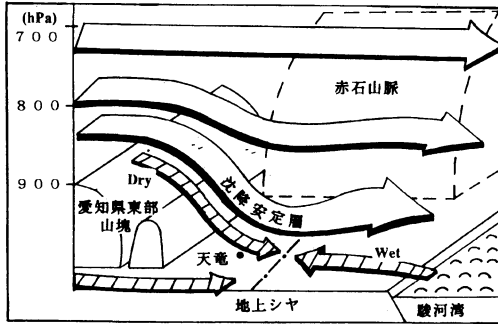 (hPa)
700
800
900
赤石山脈
Dry
沈降安定層
愛知県東部
山塊
天竜
Wet
地上シヤ
駿河湾